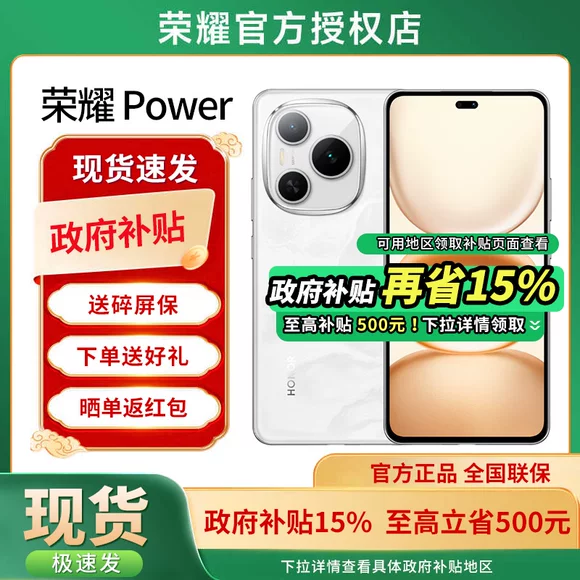 荣耀官方授权店
荣耀 Power
现货速发
政府补贴
送碎屏保
下单送好礼
晒单返红包
HONOR
可用地区领取补贴页面查看
政府补贴 再省15%
至高补贴 500元！下拉详情领取
官方正品 全国联保
现货
极速发
政府补贴15% 至高立省500元
下拉详情查看具体政府补贴地区